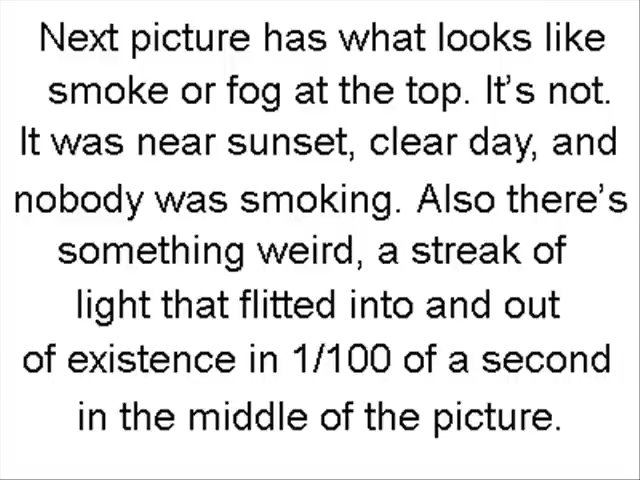 Next picture has what looks like
smoke or fog at the top. It’s not.
It was near sunset, clear day, and
nobody was smoking. Also there’s
something weird, a streak of
light that flitted into and out
of existence in 1/100 of a second
in the middle of the picture.